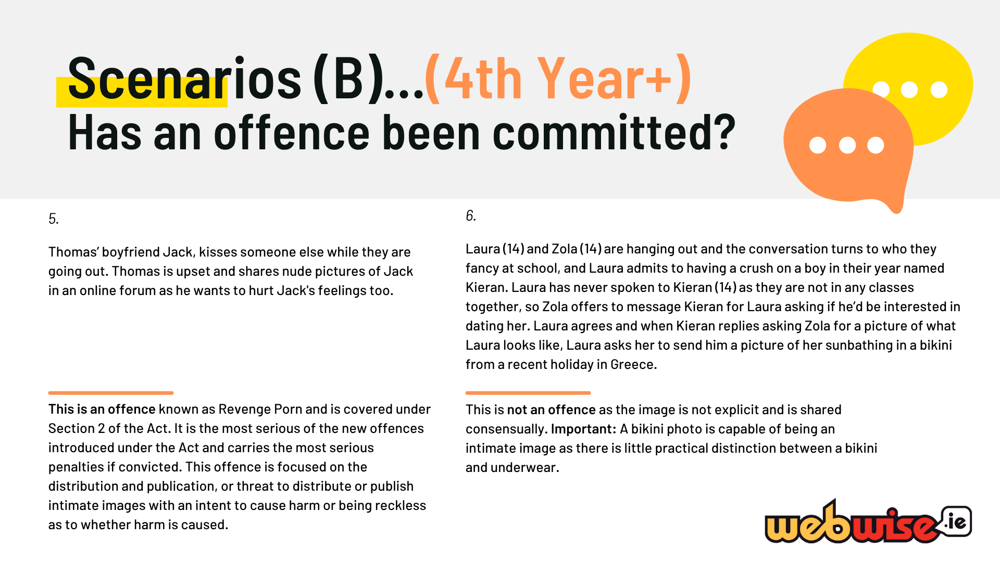 Scenarios (B)...(4th Year+)
Has an offence been committed?
5.
Thomas’ boyfriend Jack, kisses someone else while they are
going out. Thomas is upset and shares nude pictures of Jack
in an online forum as he wants to hurt Jack's feelings too.
This is an offence known as Revenge Porn and is covered under
Section 2 of the Act. It is the most serious of the new offences
introduced under the Act and carries the most serious
penalties if convicted. This offence is focused on the
distribution and publication, or threat to distribute or publish
intimate images with an intent to cause harm or being reckless
as to whether harm is caused.
6.
Laura (14) and Zola (14) are hanging out and the conversation turns to who they
fancy at school, and Laura admits to having a crush on a boy in their year named
Kieran. Laura has never spoken to Kieran (14) as they are not in any classes
together, so Zola offers to message Kieran for Laura asking if he’d be interested in
dating her. Laura agrees and when Kieran replies asking Zola for a picture of what
Laura looks like, Laura asks her to send him a picture of her sunbathing in a bikini
from a recent holiday in Greece.
This is not an offence as the image is not explicit and is shared
consensually. Important: A bikini photo is capable of being an
intimate image as there is little practical distinction between a bikini
and underwear.
webwise.ie